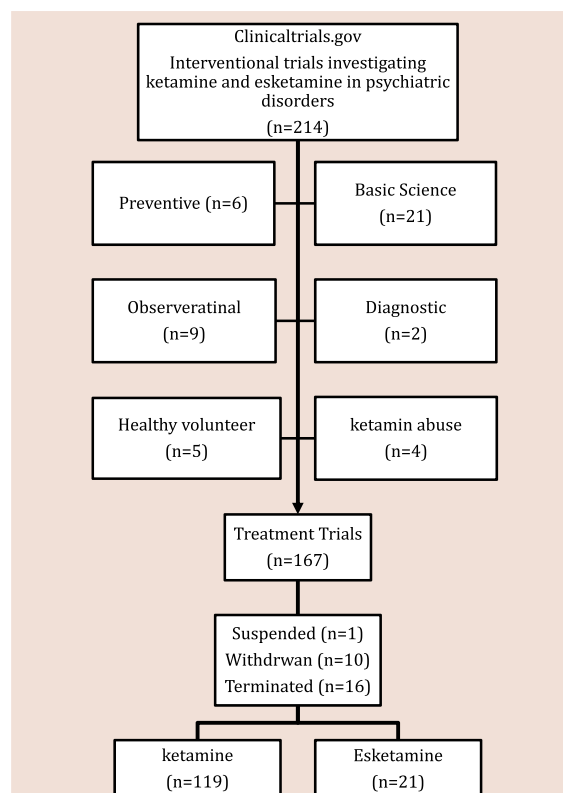 Clinicaltrials.gov
Interventional trials investigating
ketamine and esketamine in psychiatric
disorders
(n=214)
Preventive (n=6)
Basic Science
(n=21)
Observeratinal
(n=9)
Diagnostic
(n=2)
Healthy volunteer
(n=5)
ketamin abuse
(n=4)
Treatment Trials
(n=167)
Suspended (n=1)
Withdrwan (n=10)
Terminated (n=16)
ketamine
(n=119)
Esketamine
(n=21)